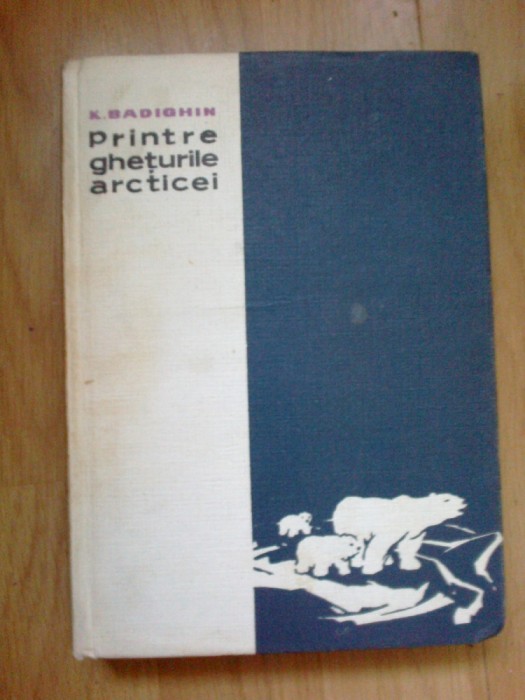 K. BADIGHIN
printre
ghețurile
arcticei